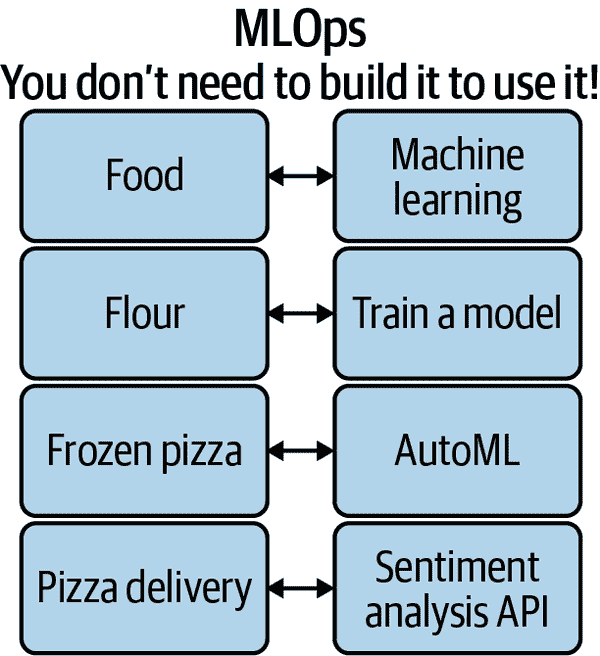 MLOps
You don't need to build it to use it!
Food
Machine
learning
Flour
Train a model
Frozen pizza
AutoML
Pizza delivery
Sentiment
analysis API